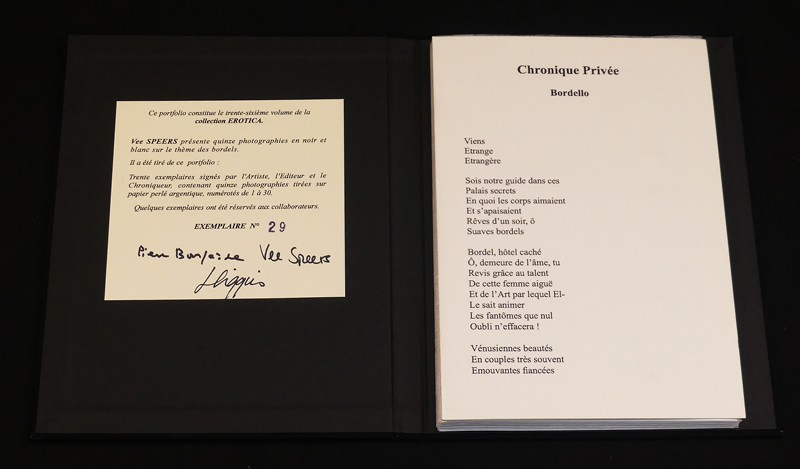 Ce portfolio constitue le trente-sixième volume de la
collection EROTICA.
Vee SPEERS présente quinze photographies en noir et
blanc sur le thème des bordels.
Il a été tiré de ce portfolio :
Trente exemplaires signés par l'Artiste, l'Editeur et le
Chroniqueur, contenant quinze photographies tirées sur
papier perlé argentique, numérotés de 1 à 30.
Quelques exemplaires ont été réservés aux collaborateurs.
EXEMPLAIRE N° 29
Vee Speers
Chronique Privée
Bordello
Viens
Etrange
Etrangère
Sois notre guide dans ces
Palais secrets
En quoi les corps aimaient
Et s'apaisaient
Rêves d'un soir, ô
Suaves bordels
Bordel, hôtel caché
Ô, demeure de l'âme, tu
Revis grâce au talent
De cette femme aiguë
Et de l'Art par lequel El-
Le sait animer
Les fantômes que nul
Oubli n'effacera !
Vénusiennes beautés
En couples très souvent
Emouvantes fiancées